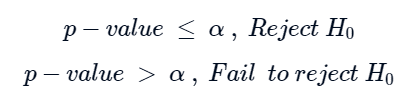 p − value ≤ α , Reject H₀
p − value > α , Fail to reject H₀